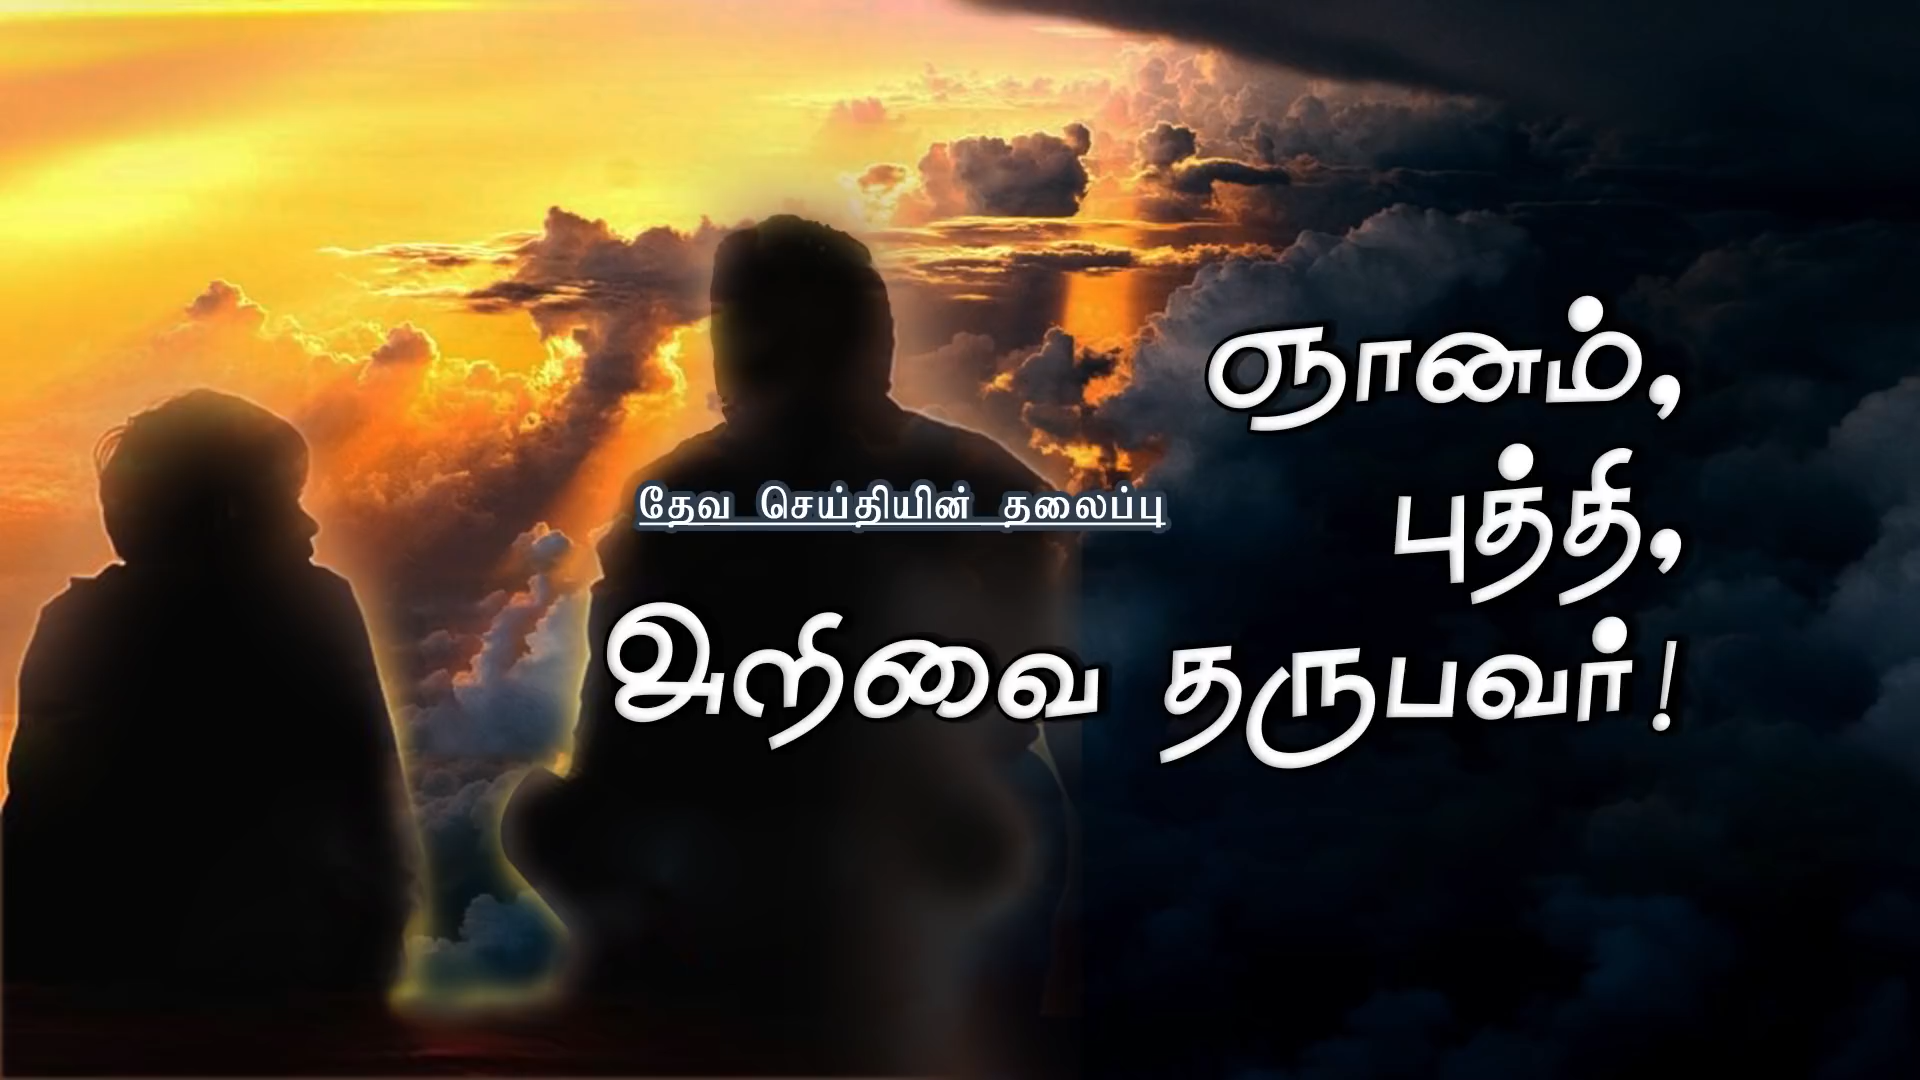 தேவ செய்தியின் தலைப்பு
ஞானம்,
புத்தி,
அறிவை தருபவர்!